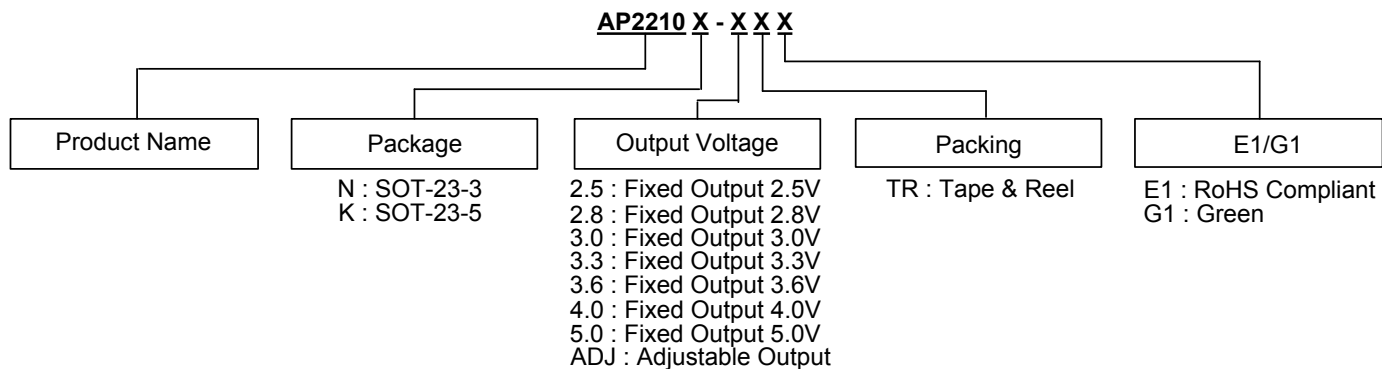 AP2210 X - X X X
Product Name
Package
Output Voltage
Packing
E1/G1
N : SOT-23-3
K : SOT-23-5
2.5 : Fixed Output 2.5V
2.8 : Fixed Output 2.8V
3.0 : Fixed Output 3.0V
3.3 : Fixed Output 3.3V
3.6 : Fixed Output 3.6V
4.0 : Fixed Output 4.0V
5.0 : Fixed Output 5.0V
ADJ : Adjustable Output
TR : Tape & Reel
E1 : RoHS Compliant
G1 : Green